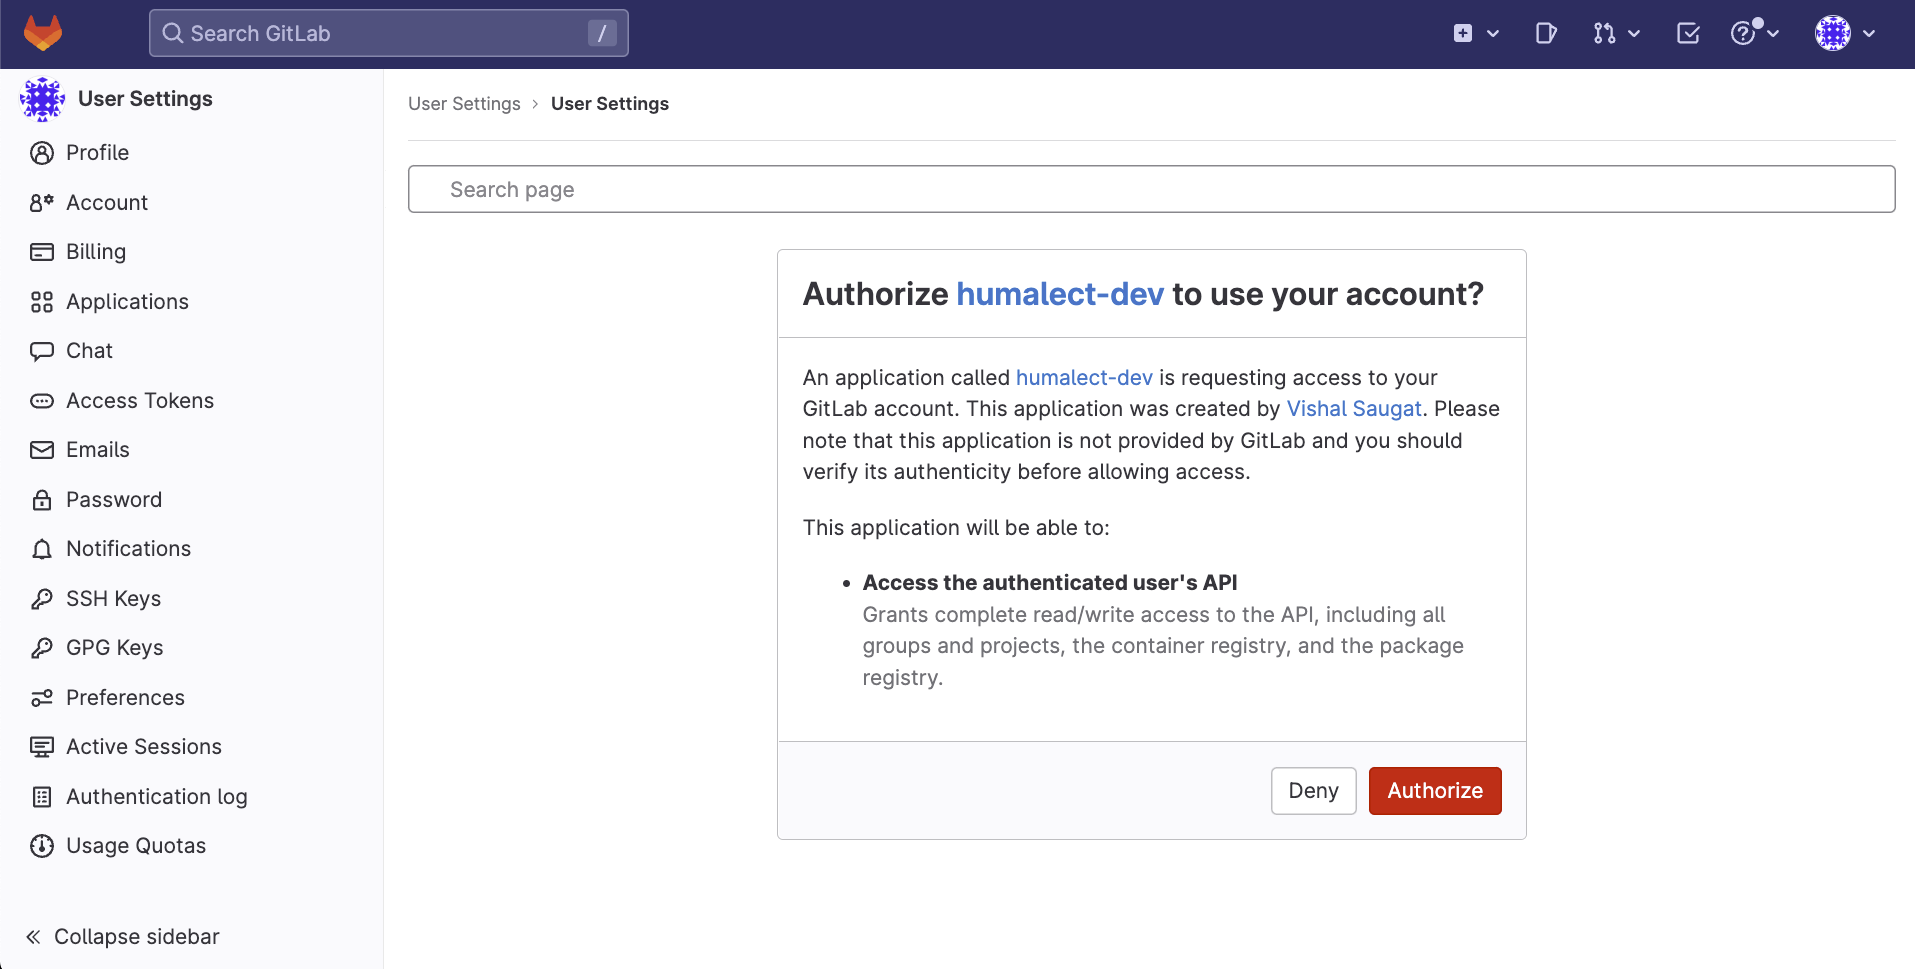 Search GitLab /
User Settings
Profile
Account
Billing
Applications
Chat
Access Tokens
Emails
Password
Notifications
SSH Keys
GPG Keys
Preferences
Active Sessions
Authentication log
Usage Quotas
Collapse sidebar
User Settings › User Settings
Search page
Authorize humalect-dev to use your account?
An application called humalect-dev is requesting access to your
GitLab account. This application was created by Vishal Saugat. Please
note that this application is not provided by GitLab and you should
verify its authenticity before allowing access.
This application will be able to:
• Access the authenticated user's API
Grants complete read/write access to the API, including all
groups and projects, the container registry, and the package
registry.
Deny Authorize